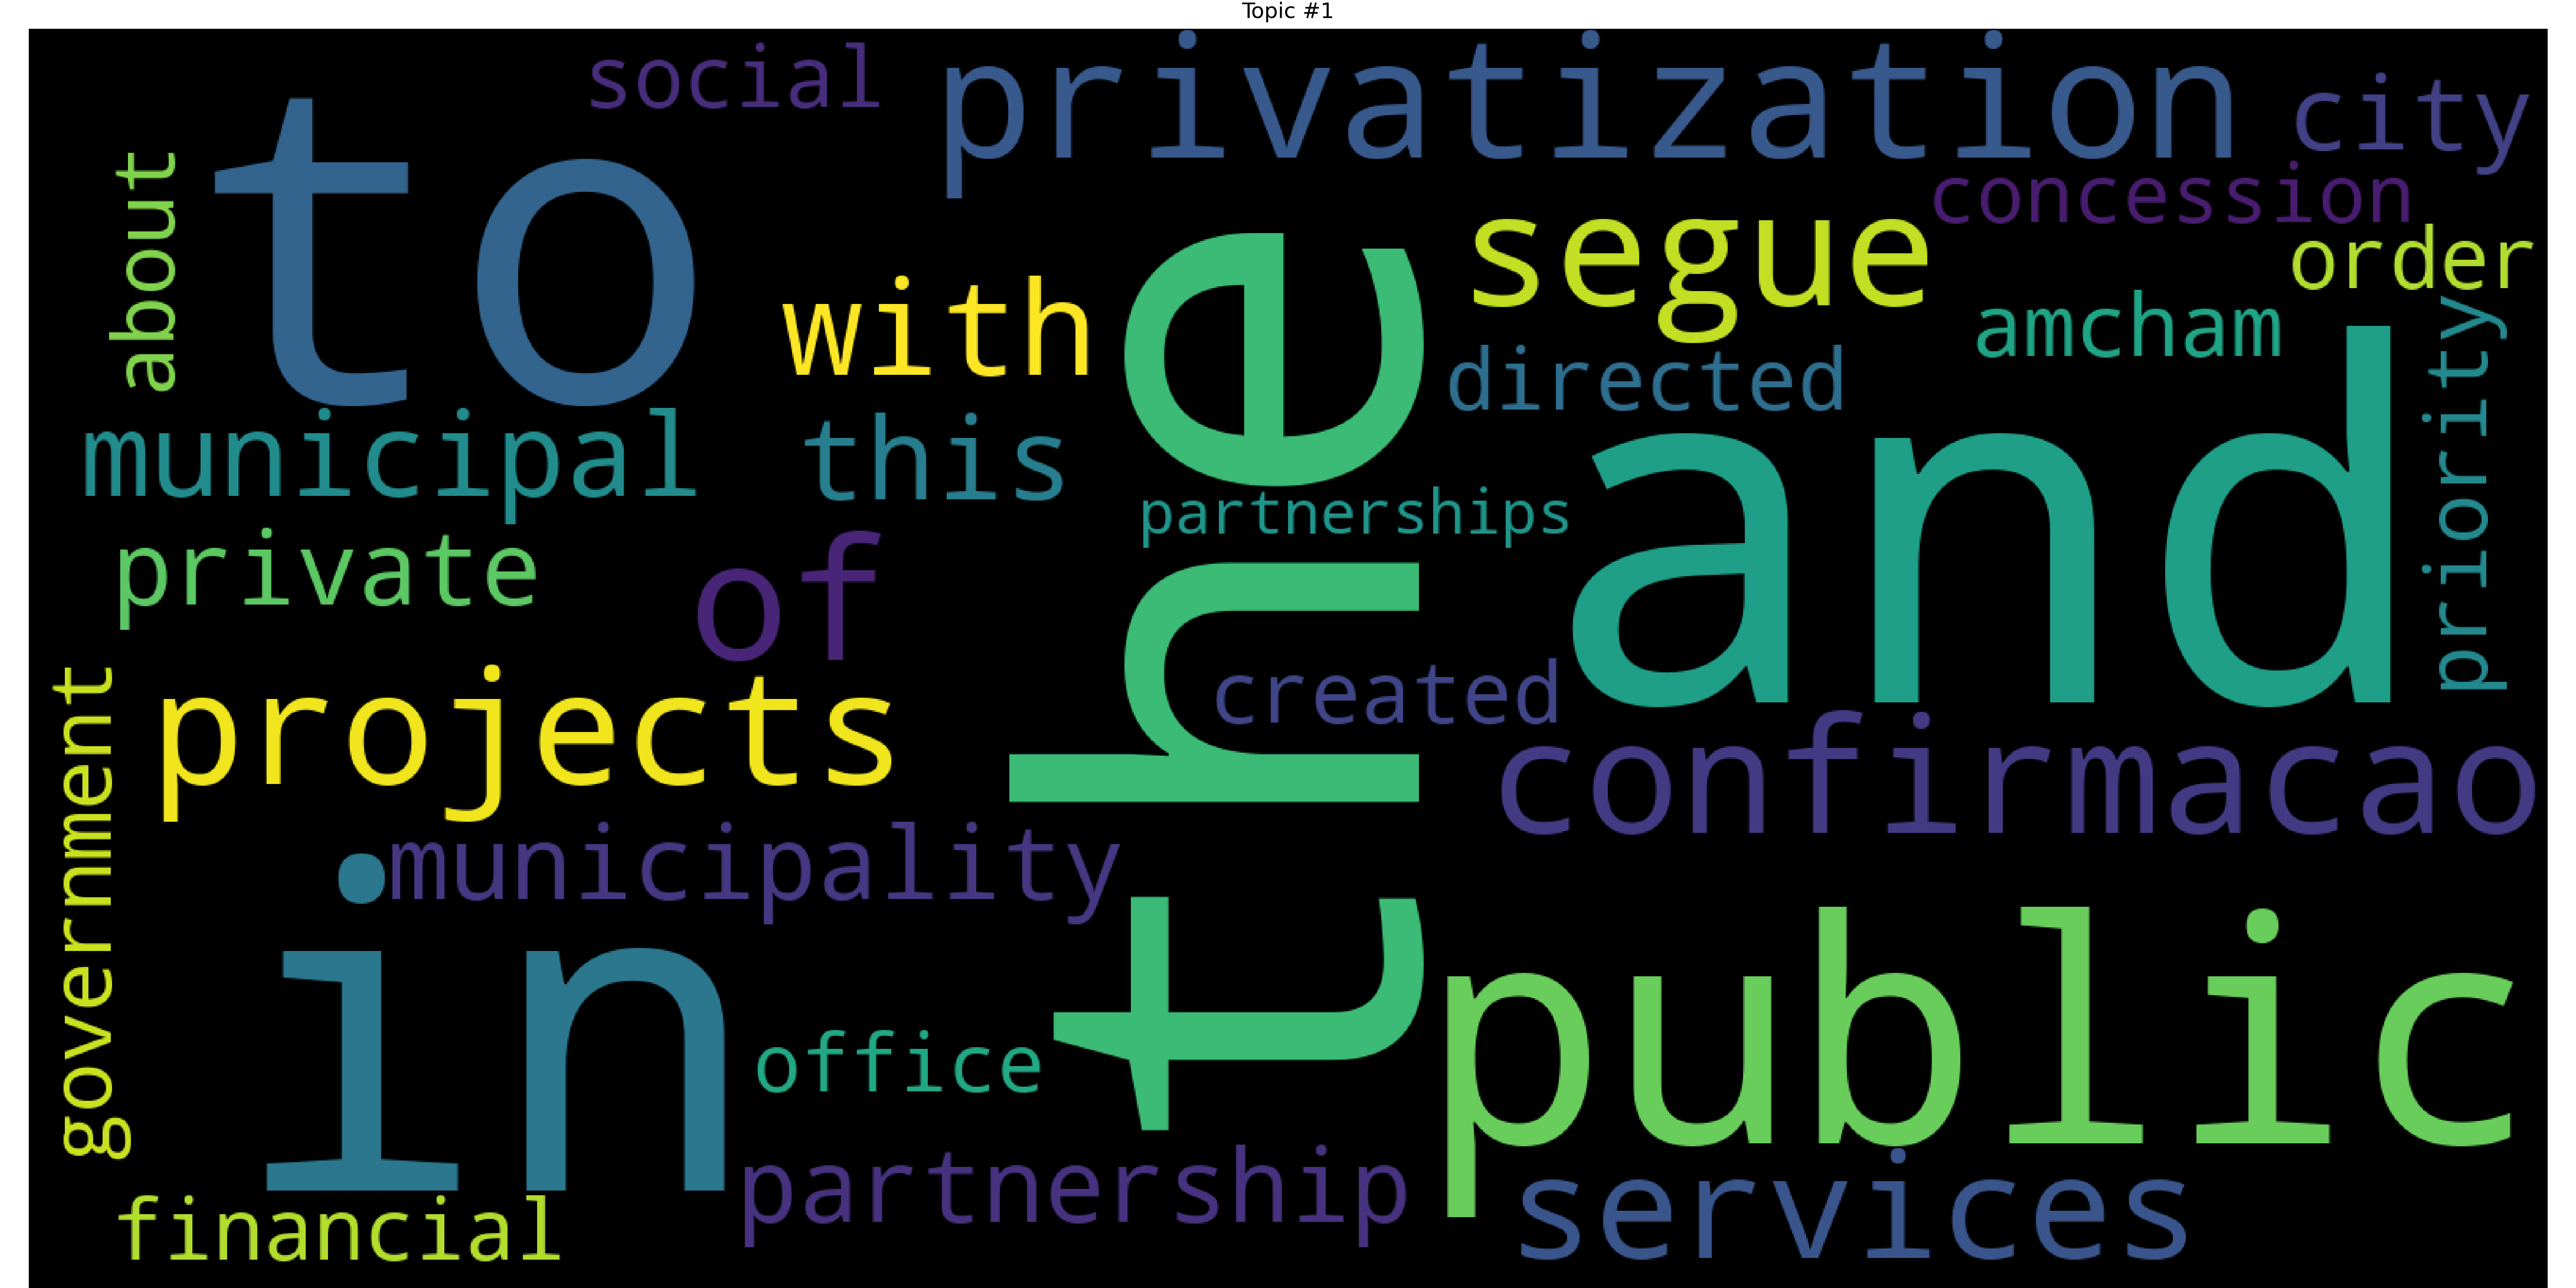 Topic #1
social
privatization
city
to
about
concession
segue
order
with
the
amcham
priority
directed
and
municipal
this
partnerships
private
of
created
projects
government
confirmacao
municipality
in
public
office
partnership
services
financial